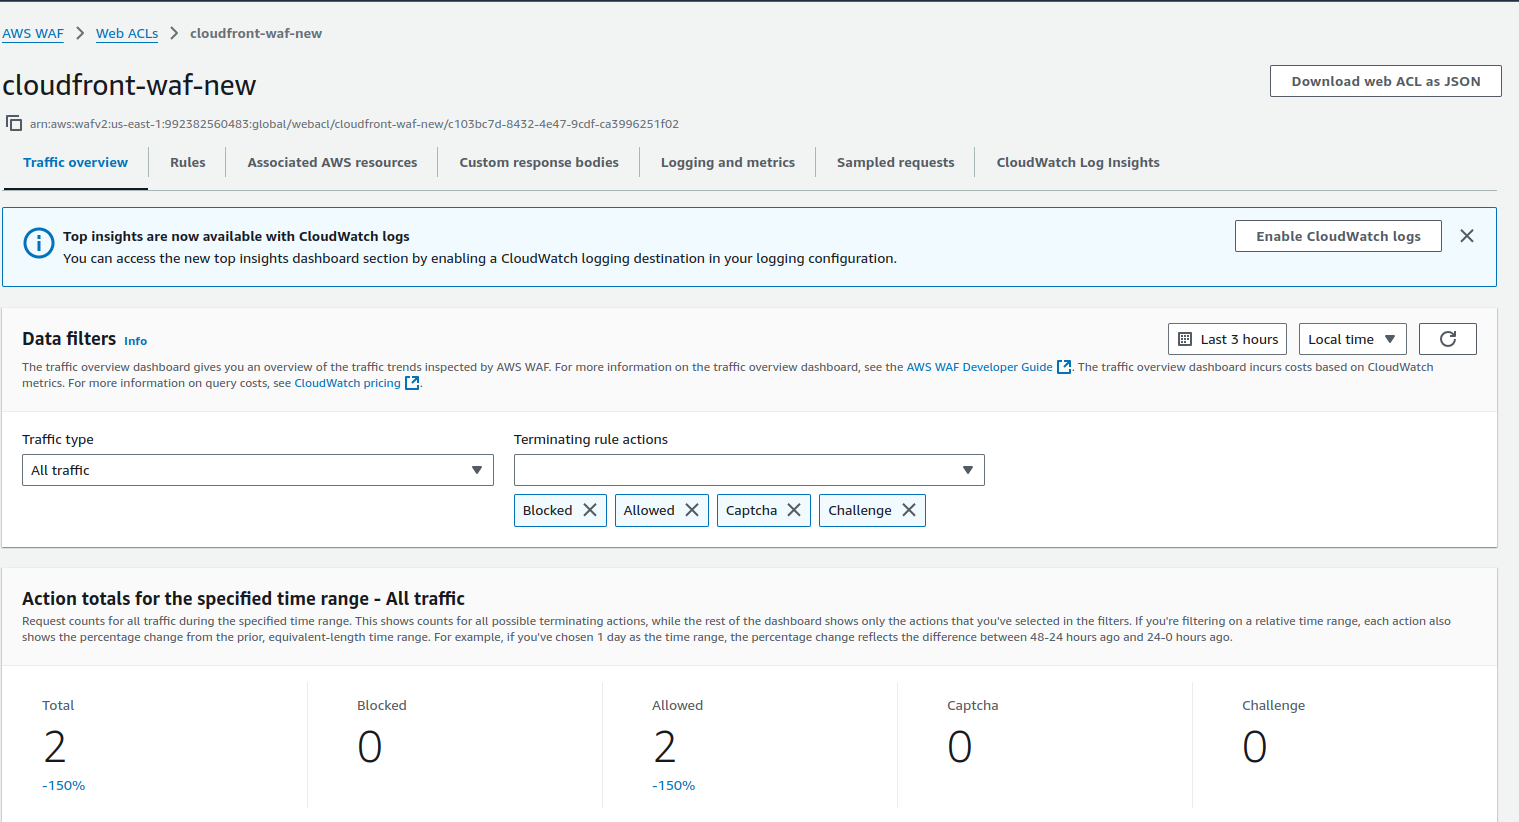 AWS WAF > Web ACLs > cloudfront-waf-new
cloudfront-waf-new
Download web ACL as JSON
arn:aws:wafv2:us-east-1:992382560483:global/webacl/cloudfront-waf-new/c103bc7d-8432-4e47-9cdf-ca3996251f02
Traffic overview
Rules
Associated AWS resources
Custom response bodies
Logging and metrics
Sampled requests
CloudWatch Log Insights
Top insights are now available with CloudWatch logs
You can access the new top insights dashboard section by enabling a CloudWatch logging destination in your logging configuration.
Enable CloudWatch logs
Data filters Info
Last 3 hours
Local time
The traffic overview dashboard gives you an overview of the traffic trends inspected by AWS WAF. For more information on the traffic overview dashboard, see the AWS WAF Developer Guide. The traffic overview dashboard incurs costs based on CloudWatch
metrics. For more information on query costs, see CloudWatch pricing.
Traffic type
All traffic
Terminating rule actions
Blocked
Allowed
Captcha
Challenge
Action totals for the specified time range - All traffic
Request counts for all traffic during the specified time range. This shows counts for all possible terminating actions, while the rest of the dashboard shows only the actions that you've selected in the filters. If you're filtering on a relative time range, each action also
shows the percentage change from the prior, equivalent-length time range. For example, if you've chosen 1 day as the time range, the percentage change reflects the difference between 48-24 hours ago and 24-0 hours ago.
Total
2
-150%
Blocked
0
Allowed
2
-150%
Captcha
0
Challenge
0